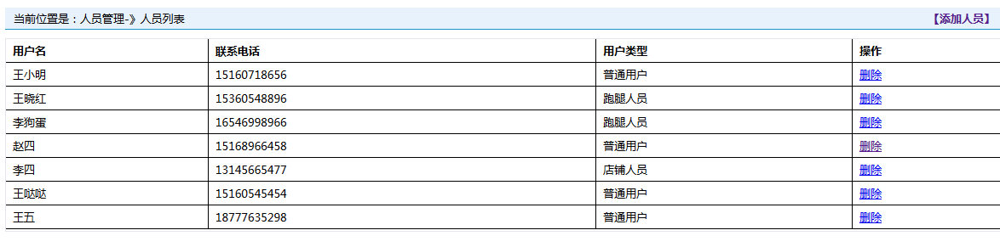 当前位置是：人员管理-》人员列表 【添加人员】
用户名 联系电话 用户类型 操作
王小明 15160718656 普通用户 删除
王晓红 15360548896 跑腿人员 删除
李狗蛋 16546998966 跑腿人员 删除
赵四 15168966458 普通用户 删除
李四 13145665477 店铺人员 删除
王哒哒 15160545454 普通用户 删除
王五 18777635298 普通用户 删除